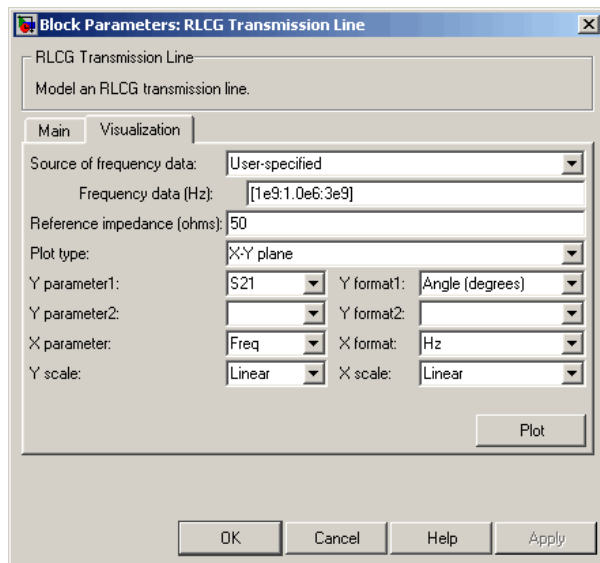 Block Parameters: RLCG Transmission Line
RLCG Transmission Line
Model an RLCG transmission line.
Main Visualization
Source of frequency data: User-specified
Frequency data (Hz): [1e9:1.0e6:3e9]
Reference impedance (ohms): 50
Plot type: X-Y plane
Y parameter1: S21 Y format1: Angle (degrees)
Y parameter2: Y format2:
X parameter: Freq X format: Hz
Y scale: Linear X scale: Linear
Plot
OK Cancel Help Apply